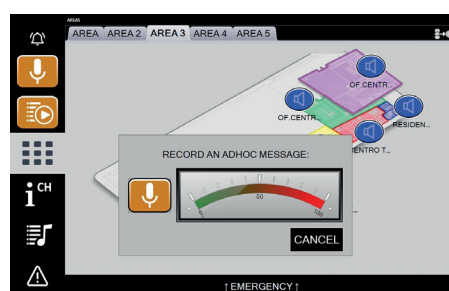 AREAS
AREA AREA 2 AREA 3 AREA 4 AREA 5
OF.CENTR...
OF.CENTR...
RESIDEN...
ENTRO T...
RECORD AN ADHOC MESSAGE:
0 50 100
CANCEL
i CH
↑ EMERGENCY ↑